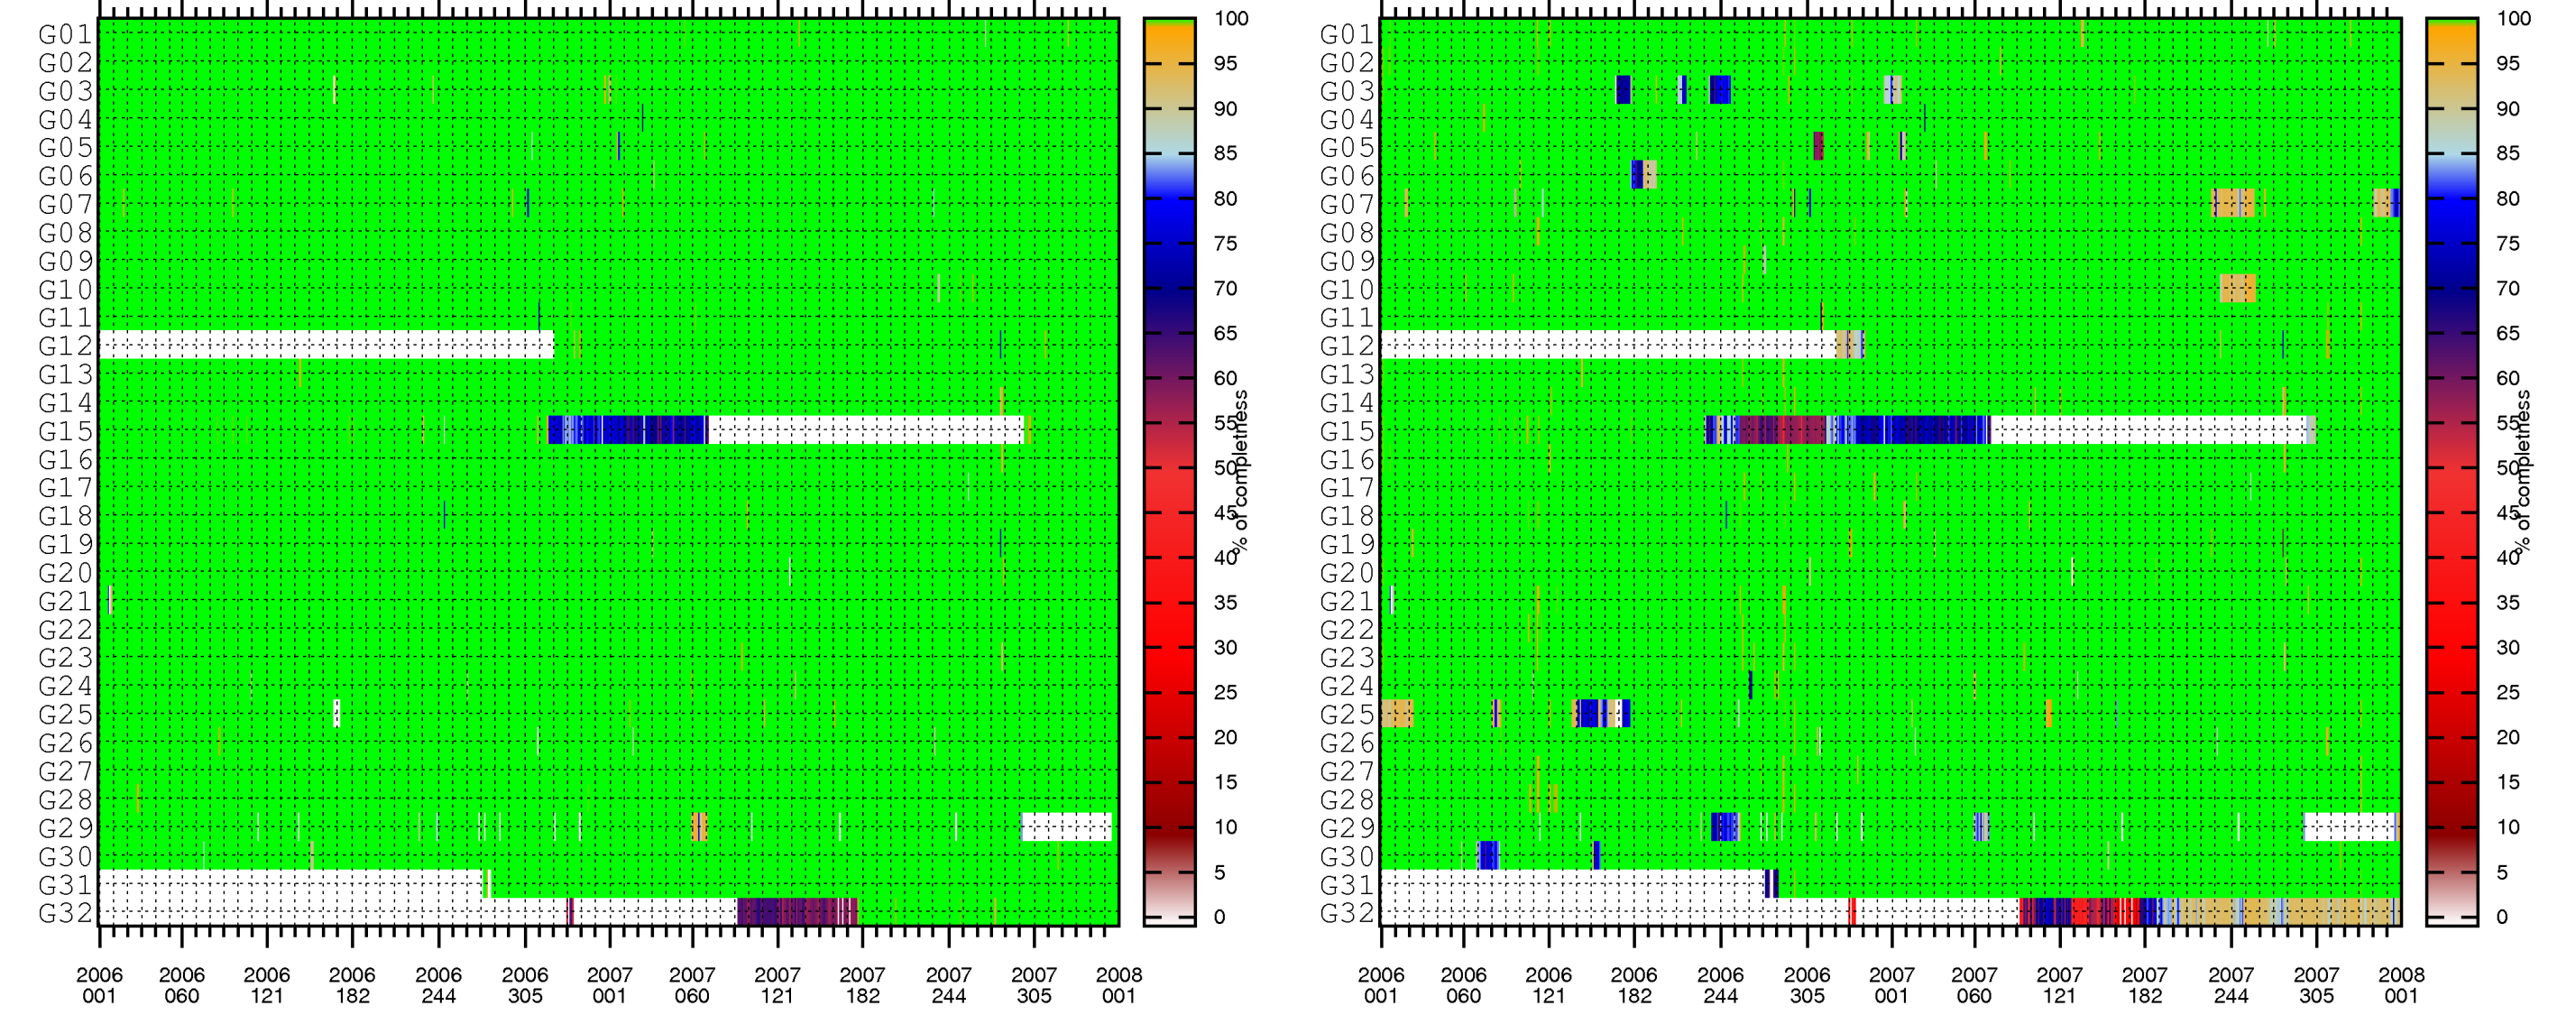 G01
G02
G03
G04
G05
G06
G07
G08
G09
G10
G11
G12
G13
G14
G15
G16
G17
G18
G19
G20
G21
G22
G23
G24
G25
G26
G27
G28
G29
G30
G31
G32
2006 2006 2006 2006 2006 2006 2007 2007 2007 2007 2007 2007 2008
001 060 121 182 244 305 001 060 121 182 244 305 001
100
95
90
85
80
75
70
65
60
55
50
45
40
35
30
25
20
15
10
5
0
% of completness
G01
G02
G03
G04
G05
G06
G07
G08
G09
G10
G11
G12
G13
G14
G15
G16
G17
G18
G19
G20
G21
G22
G23
G24
G25
G26
G27
G28
G29
G30
G31
G32
2006 2006 2006 2006 2006 2006 2007 2007 2007 2007 2007 2007 2008
001 060 121 182 244 305 001 060 121 182 244 305 001
100
95
90
85
80
75
70
65
60
55
50
45
40
35
30
25
20
15
10
5
0
% of completness